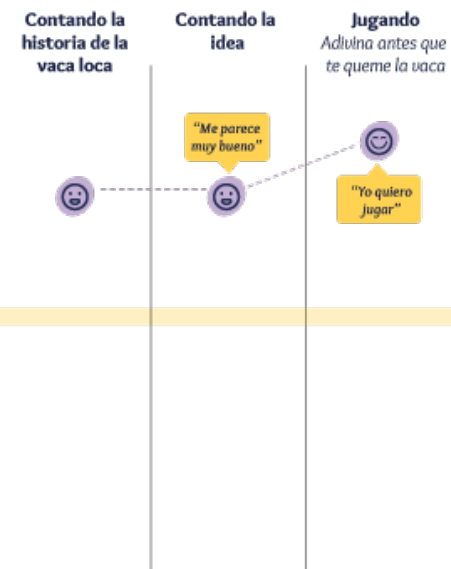 Contando la
historia de la
vaca loca
Contando la
idea
Jugando
Adivina antes que
te queme la vaca
“Me parece
muy bueno”
“Yo quiero
jugar”